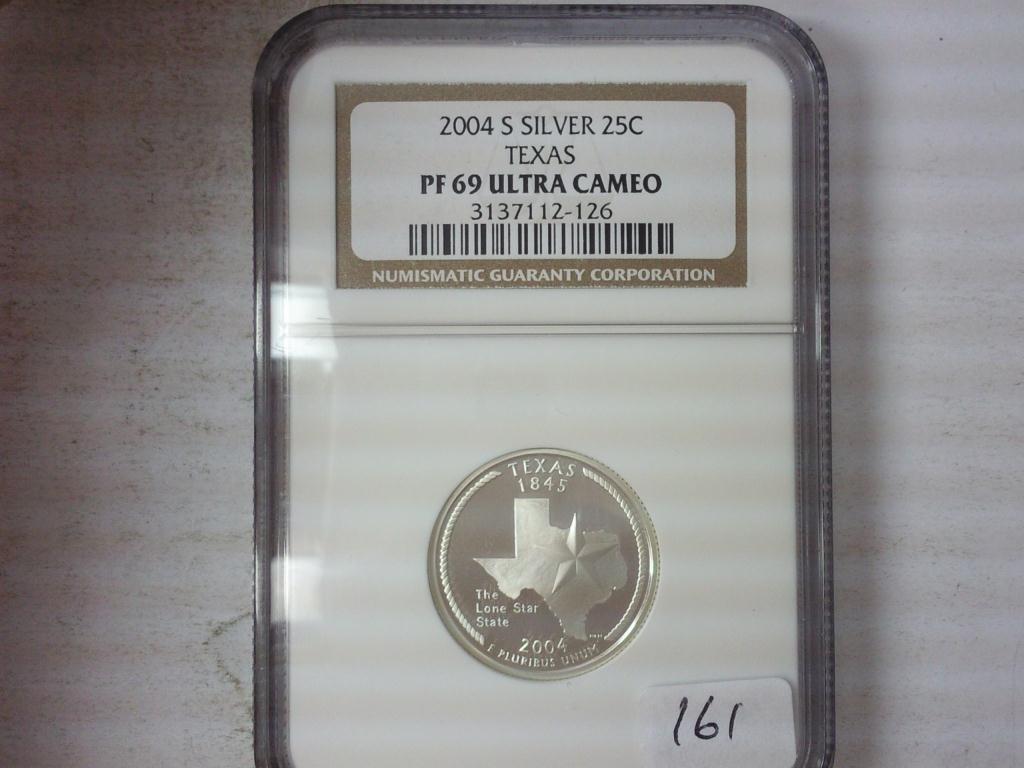 2004 S SILVER 25C
TEXAS
PF 69 ULTRA CAMEO
3137112-126
NUMISMATIC GUARANTY CORPORATION
TEXAS
1845
The
Lone Star
State
2004
E PLURIBUS UNUM
161